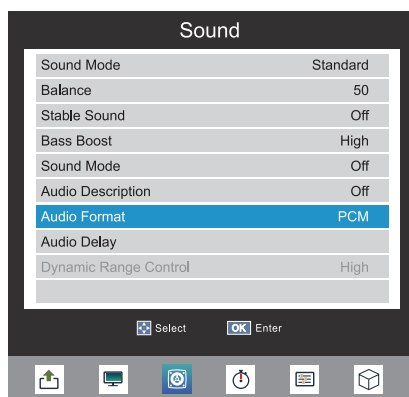 Sound
Sound Mode Standard
Balance 50
Stable Sound Off
Bass Boost High
Sound Mode Off
Audio Description Off
Audio Format PCM
Audio Delay
Dynamic Range Control High
Select OK Enter